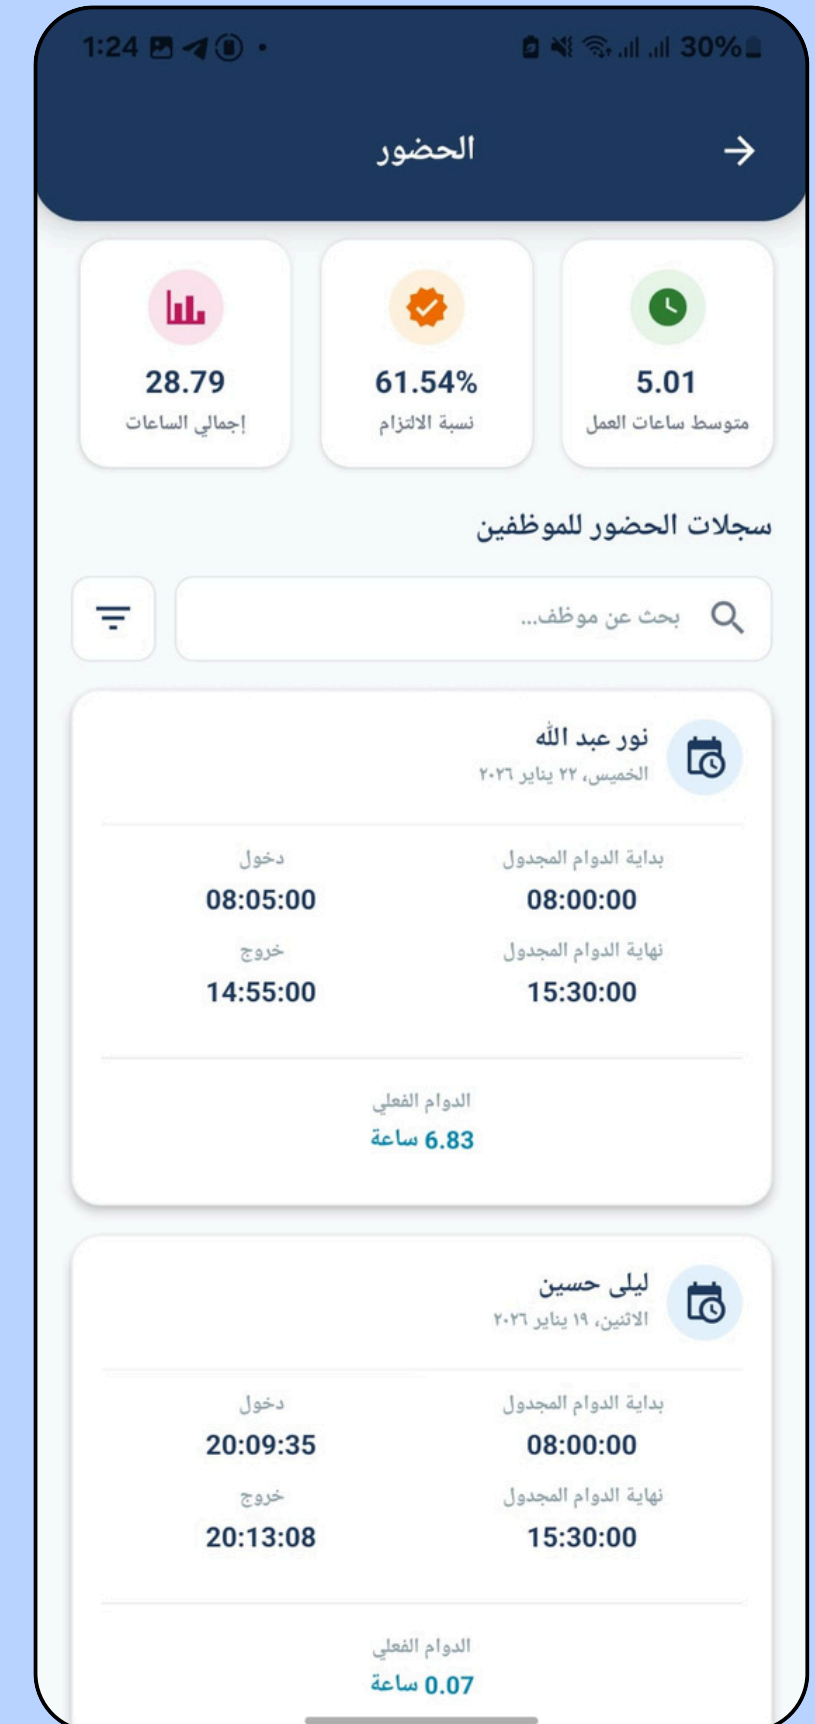 1:24
30%
الحضور
5.01
متوسط ساعات العمل
61.54%
نسبة الالتزام
28.79
إجمالي الساعات
سجلات الحضور للموظفين
بحث عن موظف...
نور عبد الله
الخميس، ٢٢ يناير ٢٠٢٦
بداية الدوام المجدول
08:00:00
دخول
08:05:00
نهاية الدوام المجدول
15:30:00
خروج
14:55:00
الدوام الفعلي
6.83 ساعة
ليلى حسين
الاثنين، ١٩ يناير ٢٠٢٦
بداية الدوام المجدول
08:00:00
دخول
20:09:35
نهاية الدوام المجدول
15:30:00
خروج
20:13:08
الدوام الفعلي
0.07 ساعة